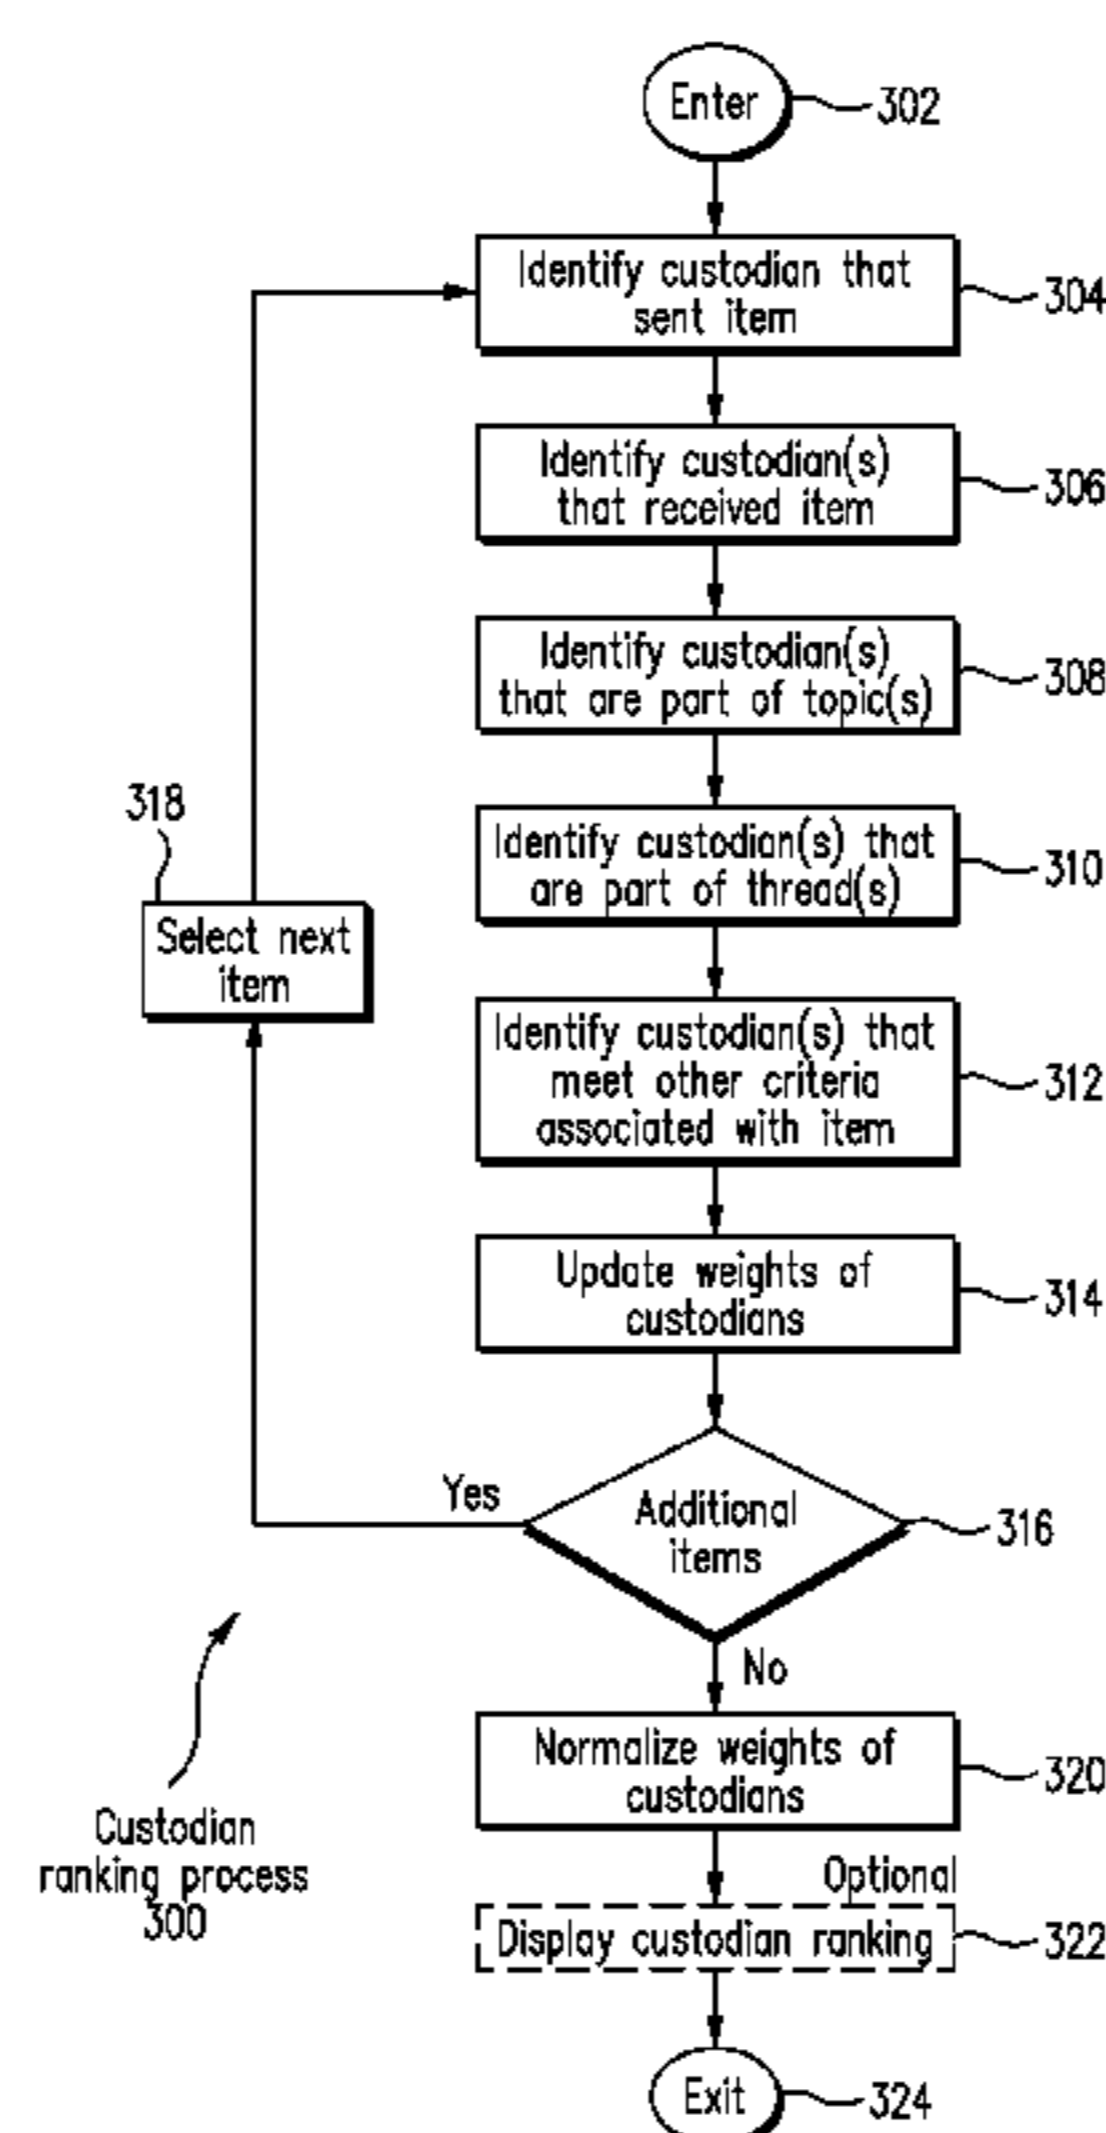 Enter
302
Identify custodian that
sent item
304
Identify custodian(s)
that received item
306
Identify custodian(s)
that are part of topic(s)
308
Identify custodian(s) that
are part of thread(s)
310
318
Select next
item
Identify custodian(s) that
meet other criteria
associated with item
312
Update weights of
custodians
314
Yes
Additional
items
316
No
Normalize weights of
custodians
320
Custodian
ranking process
300
Optional
Display custodian ranking
322
Exit
324